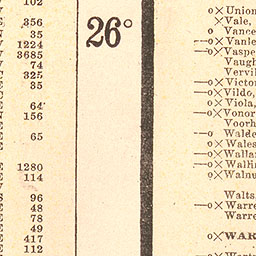 102
356
35
1224
3685
74
325
35
64
156
65
1280
114
96
48
78
49
417
112
26°
o × Union
× Vale,
o Vance
—o × Vanle
—o × Vaspe
Vaugh
Vervil
—o × Victor
—o × Vildo,
o × Viola,
—o × Vonor
Voorh
—o Walde
o × Wales
—o × Walla
—o × Walli
o × Walnu
Walts
—o × Warre
Warre
o × WAR